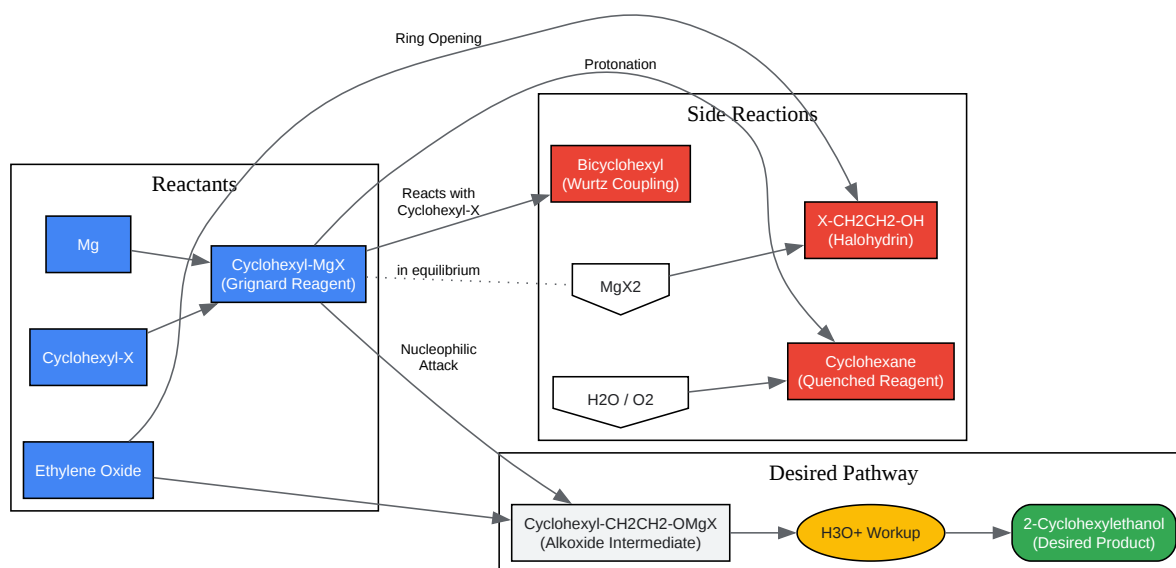 Ring Opening
Protonation
Side Reactions
Reactants
Bicyclohexyl
(Wurtz Coupling)
Reacts with
Cyclohexyl-X
X-CH2CH2-OH
(Halohydrin)
Mg
Cyclohexyl-MgX
(Grignard Reagent)
in equilibrium
MgX2
Cyclohexyl-X
Nucleophilic
Attack
Cyclohexane
(Quenched Reagent)
H2O / O2
Ethylene Oxide
Desired Pathway
Cyclohexyl-CH2CH2-OMgX
(Alkoxide Intermediate)
H3O+ Workup
2-Cyclohexylethanol
(Desired Product)